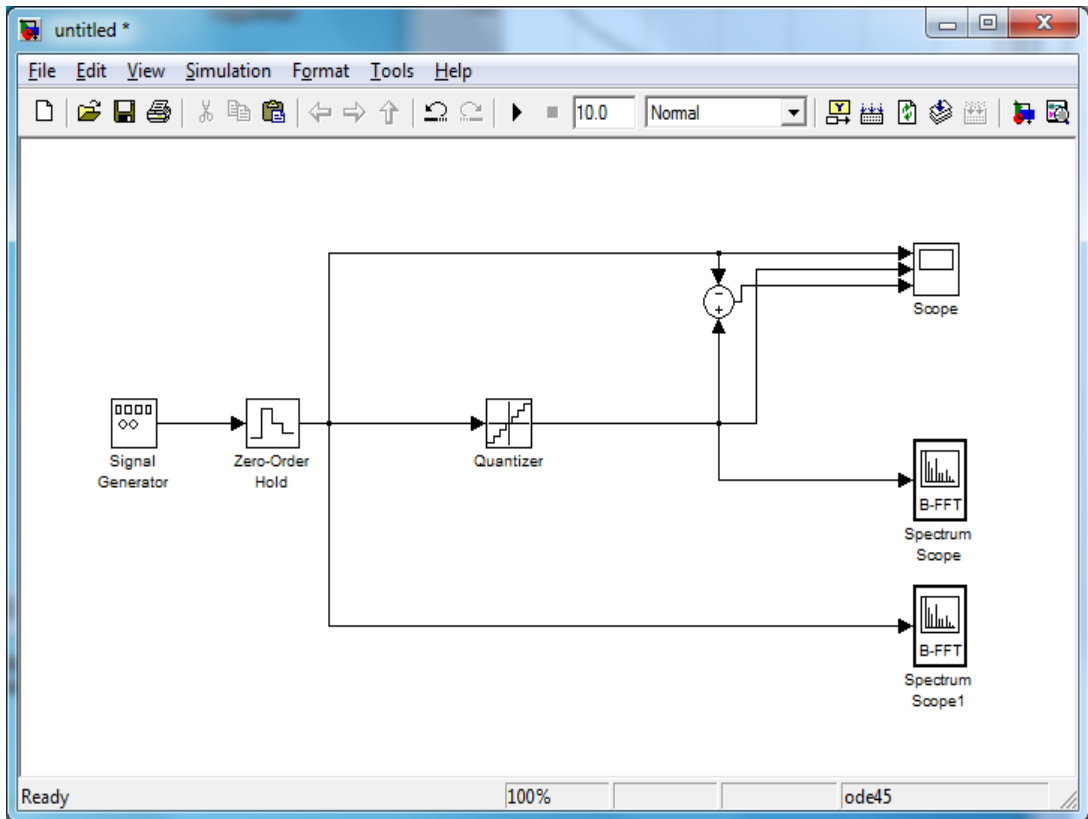 untitled *
File Edit View Simulation Format Tools Help
10.0 Normal
Scope
Signal
Generator
Zero-Order
Hold
Quantizer
B-FFT
Spectrum
Scope
B-FFT
Spectrum
Scope1
Ready 100% ode45